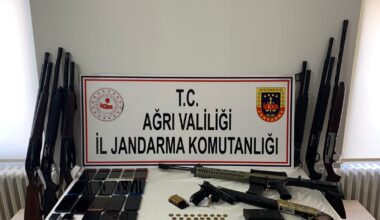 T.C.
AĞRI VALİLİĞİ
İL JANDARMA KOMUTANLIĞI